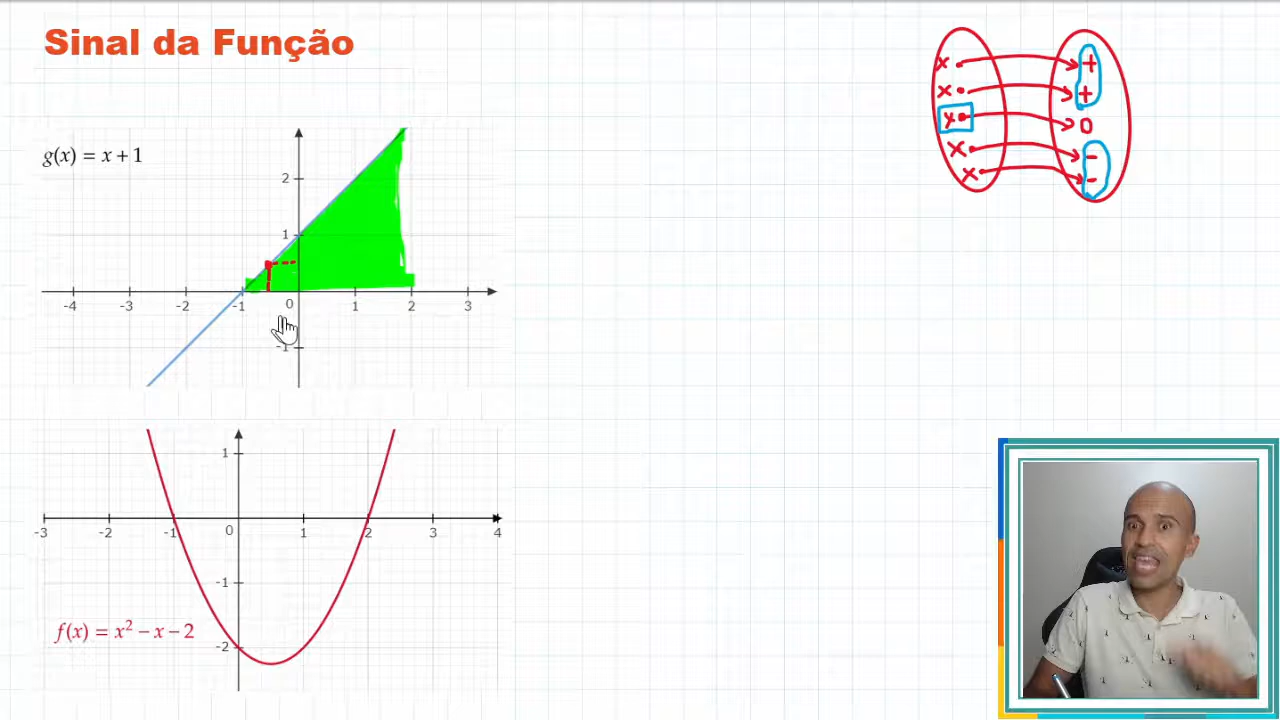 Sinal da Função
g(x) = x + 1
2
1
-4 -3 -2 -1 0 1 2 3
-1
x +
x +
x 0
x -
x -
1
-3 -2 -1 0 1 2 3 4
-1
f(x) = x² − x − 2
-2